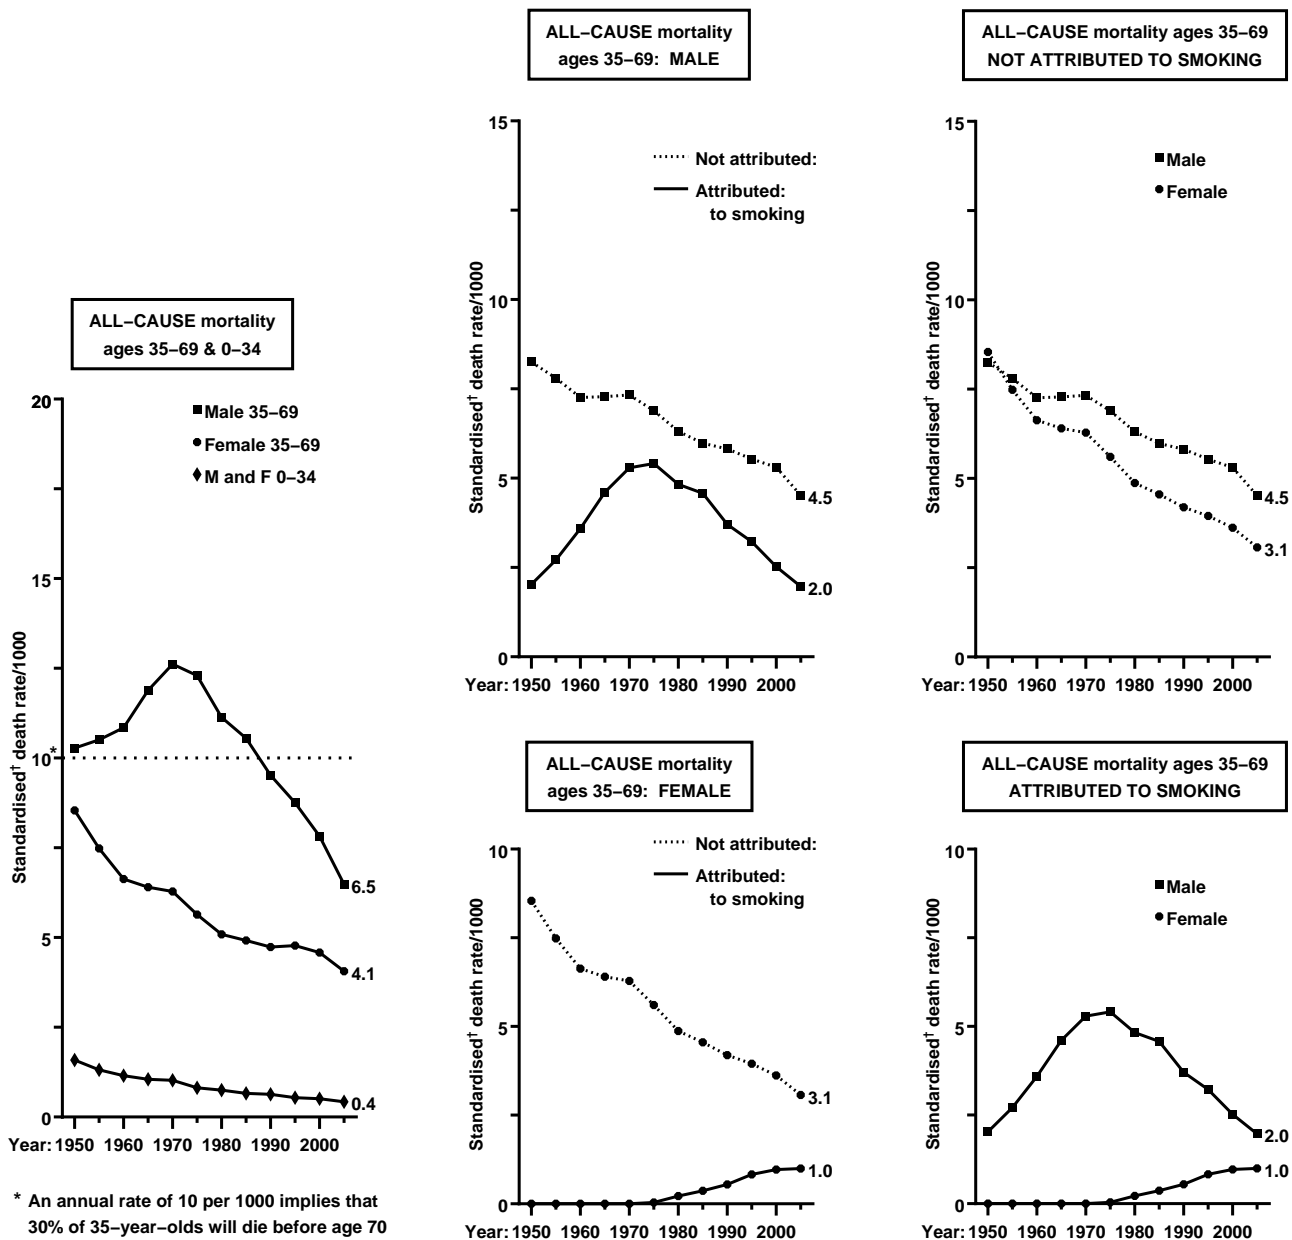 ALL−CAUSE mortality
ages 35−69 & 0−34
20
15
10
*
5
0
Standardised† death rate/1000
Male 35−69
Female 35−69
M and F 0−34
6.5
4.1
0.4
Year: 1950 1960 1970 1980 1990 2000
* An annual rate of 10 per 1000 implies that
30% of 35−year−olds will die before age 70
ALL−CAUSE mortality
ages 35−69: MALE
15
10
5
0
Standardised† death rate/1000
Not attributed:
Attributed:
to smoking
4.5
2.0
Year: 1950 1960 1970 1980 1990 2000
ALL−CAUSE mortality ages 35−69
NOT ATTRIBUTED TO SMOKING
15
10
5
0
Standardised† death rate/1000
Male
Female
4.5
3.1
Year: 1950 1960 1970 1980 1990 2000
ALL−CAUSE mortality
ages 35−69: FEMALE
10
5
0
Standardised† death rate/1000
Not attributed:
Attributed:
to smoking
3.1
1.0
Year: 1950 1960 1970 1980 1990 2000
ALL−CAUSE mortality ages 35−69
ATTRIBUTED TO SMOKING
10
5
0
Standardised† death rate/1000
Male
Female
2.0
1.0
Year: 1950 1960 1970 1980 1990 2000